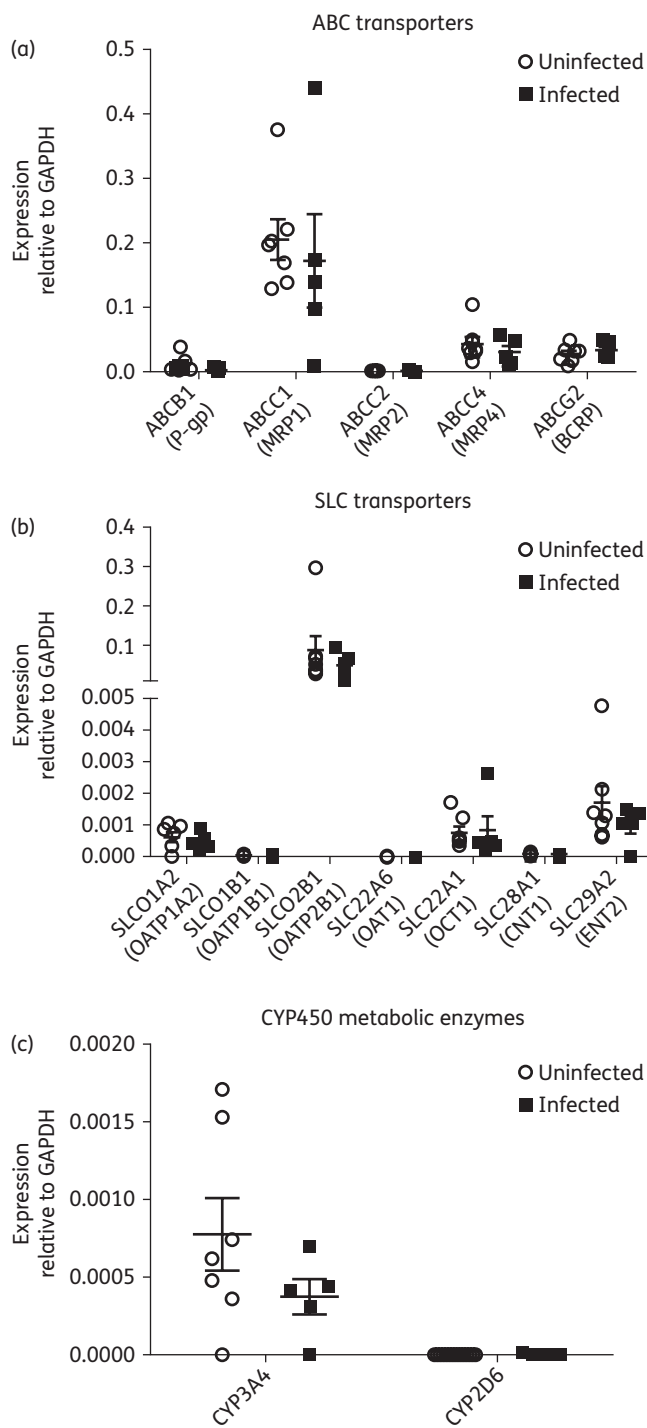 (a)
ABC transporters
Uninfected
Infected
Expression
relative to GAPDH
0.5
0.4
0.3
0.2
0.1
0.0
ABCB1
(P-gp)
ABCC1
(MRP1)
ABCC2
(MRP2)
ABCC4
(MRP4)
ABCG2
(BCRP)
(b)
SLC transporters
Uninfected
Infected
Expression
relative to GAPDH
0.4
0.3
0.2
0.1
0.005
0.004
0.003
0.002
0.001
0.000
SLCO1A2
(OATP1A2)
SLCO1B1
(OATP1B1)
SLCO2B1
(OATP2B1)
SLC22A6
(OAT1)
SLC22A1
(OCT1)
SLC28A1
(CNT1)
SLC29A2
(ENT2)
(c)
CYP450 metabolic enzymes
Uninfected
Infected
Expression
relative to GAPDH
0.0020
0.0015
0.0010
0.0005
0.0000
CYP3A4
CYP2D6